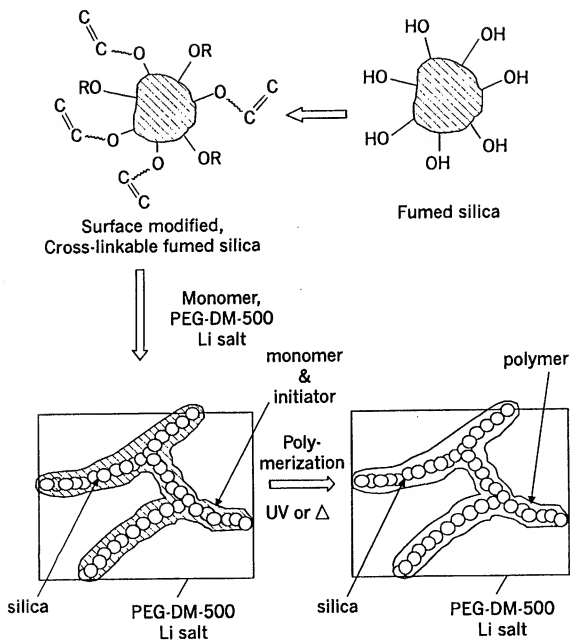 C
C
O
OR
RO
O
C
C
C
C
O
O
OR
C
C
HO
OH
HO
OH
HO
OH
OH
Surface modified,
Cross-linkable fumed silica
Fumed silica
Monomer,
PEG-DM-500
Li salt
monomer
&
initiator
polymer
Poly-
merization
UV or Δ
silica
PEG-DM-500
Li salt
silica
PEG-DM-500
Li salt